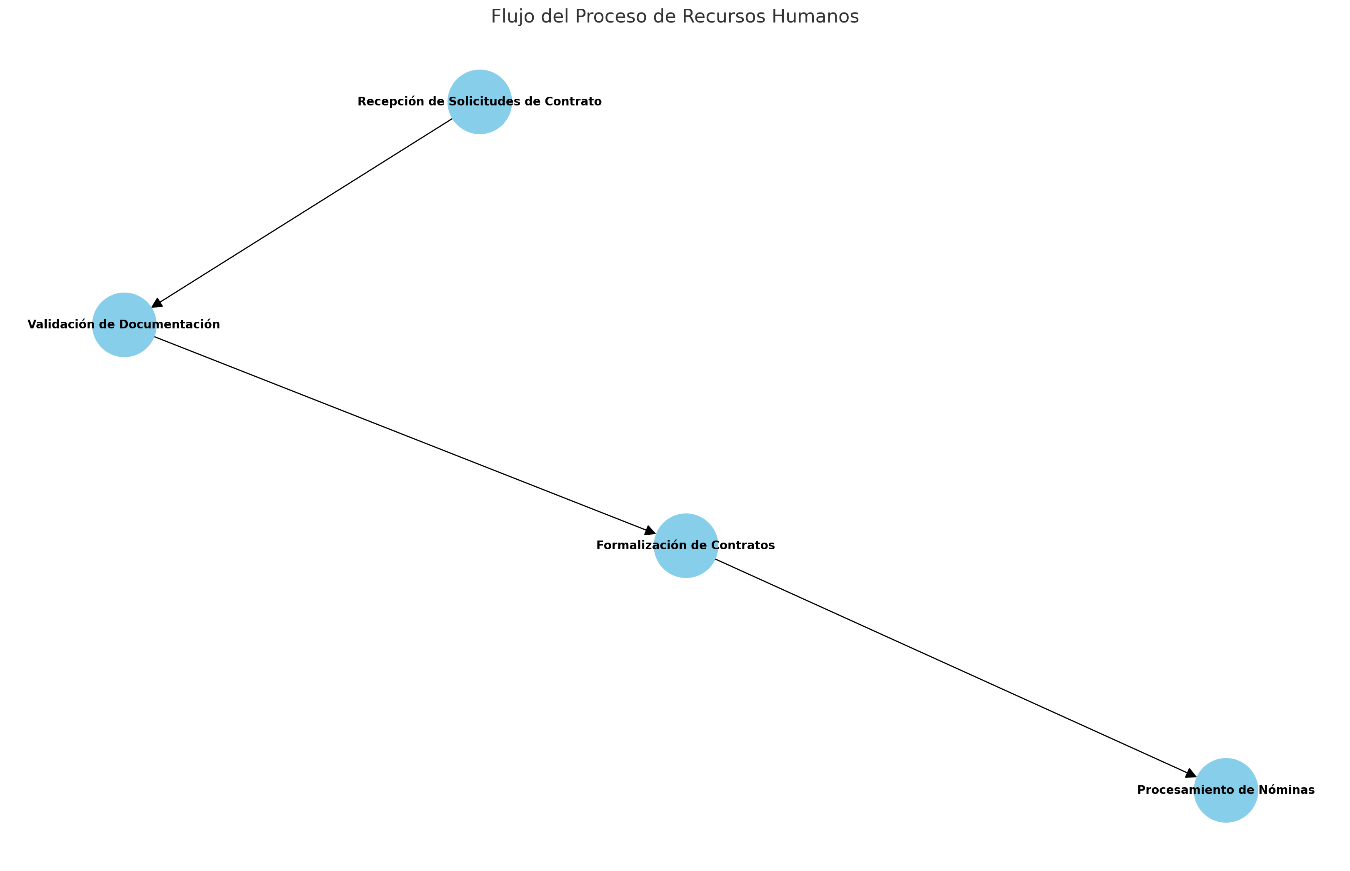 Flujo del Proceso de Recursos Humanos
Recepción de Solicitudes de Contrato
Validación de Documentación
Formalización de Contratos
Procesamiento de Nóminas